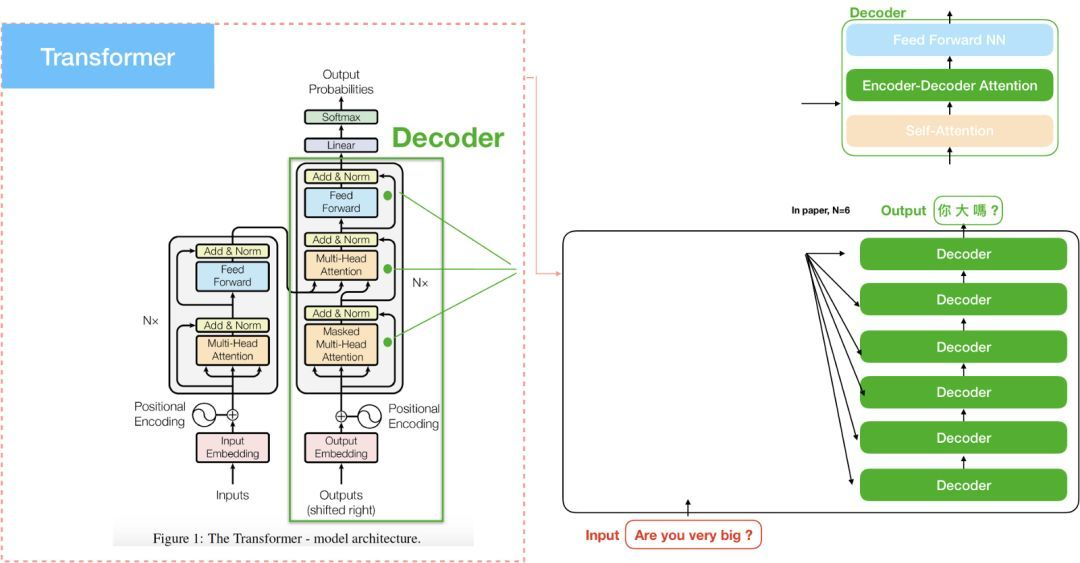 Transformer
Output
Probabilities
Softmax
Linear
Decoder
Add & Norm
Feed
Forward
Add & Norm
Multi-Head
Attention
Nx
Add & Norm
Masked
Multi-Head
Attention
Add & Norm
Feed
Forward
Nx
Add & Norm
Multi-Head
Attention
Positional
Encoding
Positional
Encoding
Input
Embedding
Output
Embedding
Inputs
Outputs
(shifted right)
Figure 1: The Transformer - model architecture.
Decoder
Feed Forward NN
Encoder-Decoder Attention
Self-Attention
In paper, N=6
Output
你 大 嗎 ?
Decoder
Decoder
Decoder
Decoder
Decoder
Decoder
Input
Are you very big ?